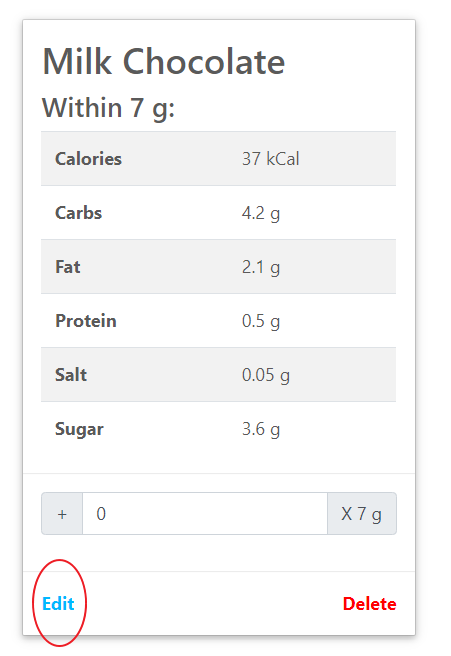 Milk Chocolate
Within 7 g:
Calories 37 kCal
Carbs 4.2 g
Fat 2.1 g
Protein 0.5 g
Salt 0.05 g
Sugar 3.6 g
+ 0 X 7 g
Edit Delete